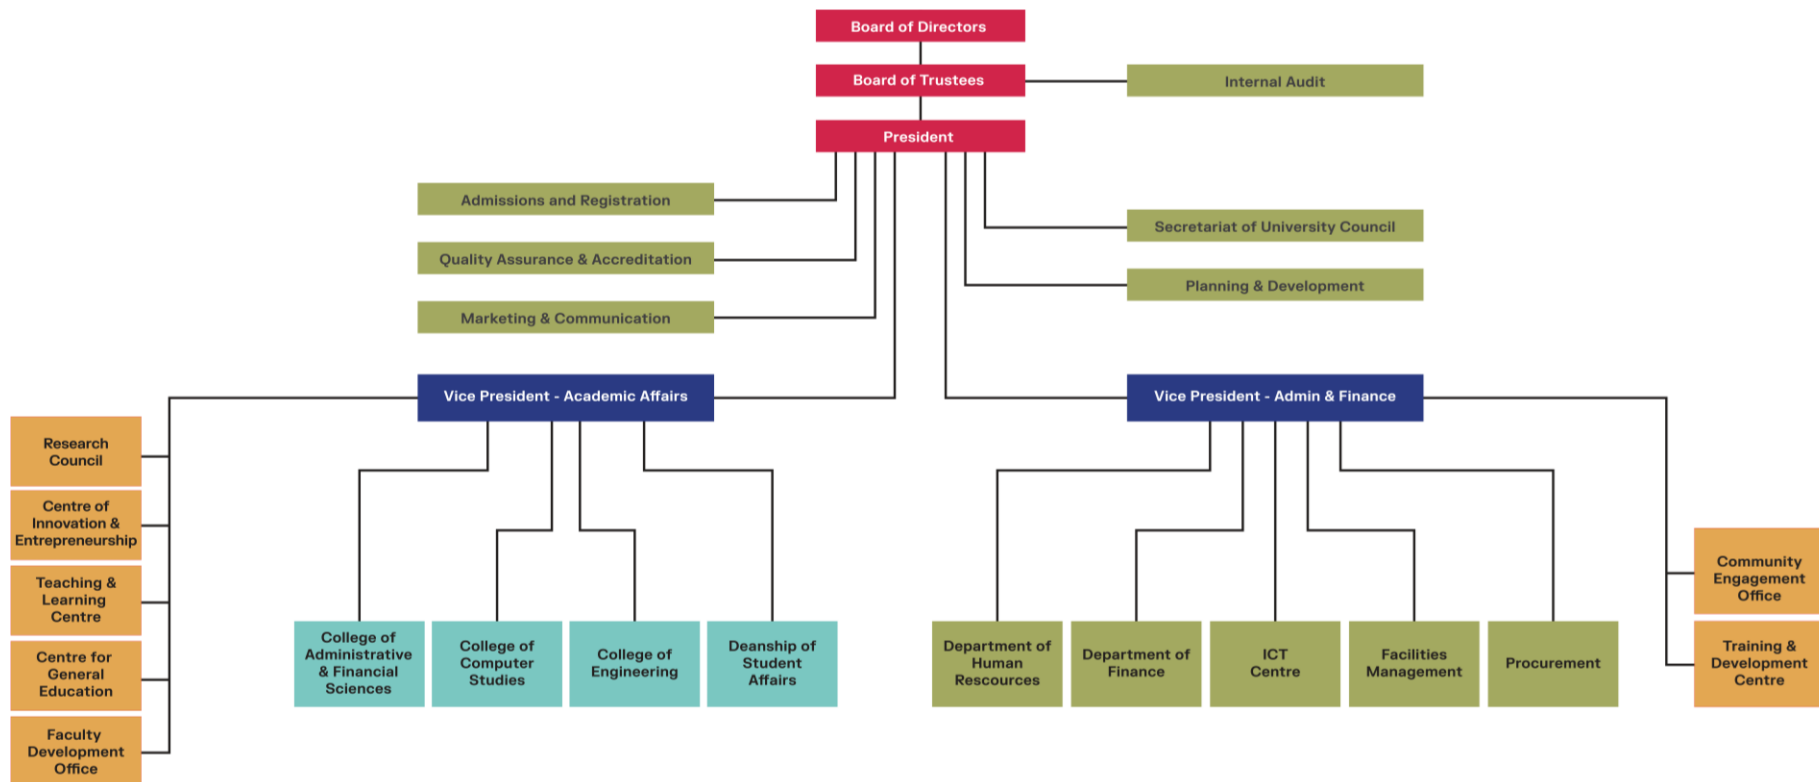 Board of Directors
Board of Trustees
Internal Audit
President
Admissions and Registration
Secretariat of University Council
Quality Assurance & Accreditation
Planning & Development
Marketing & Communication
Vice President - Academic Affairs
Vice President - Admin & Finance
Research
Council
Centre of
Innovation &
Entrepreneurship
Teaching &
Learning
Centre
Centre for
General
Education
Faculty
Development
Office
College of
Administrative
& Financial
Sciences
College of
Computer
Studies
College of
Engineering
Deanship of
Student
Affairs
Department of
Human
Rescources
Department of
Finance
ICT
Centre
Facilities
Management
Procurement
Community
Engagement
Office
Training &
Development
Centre